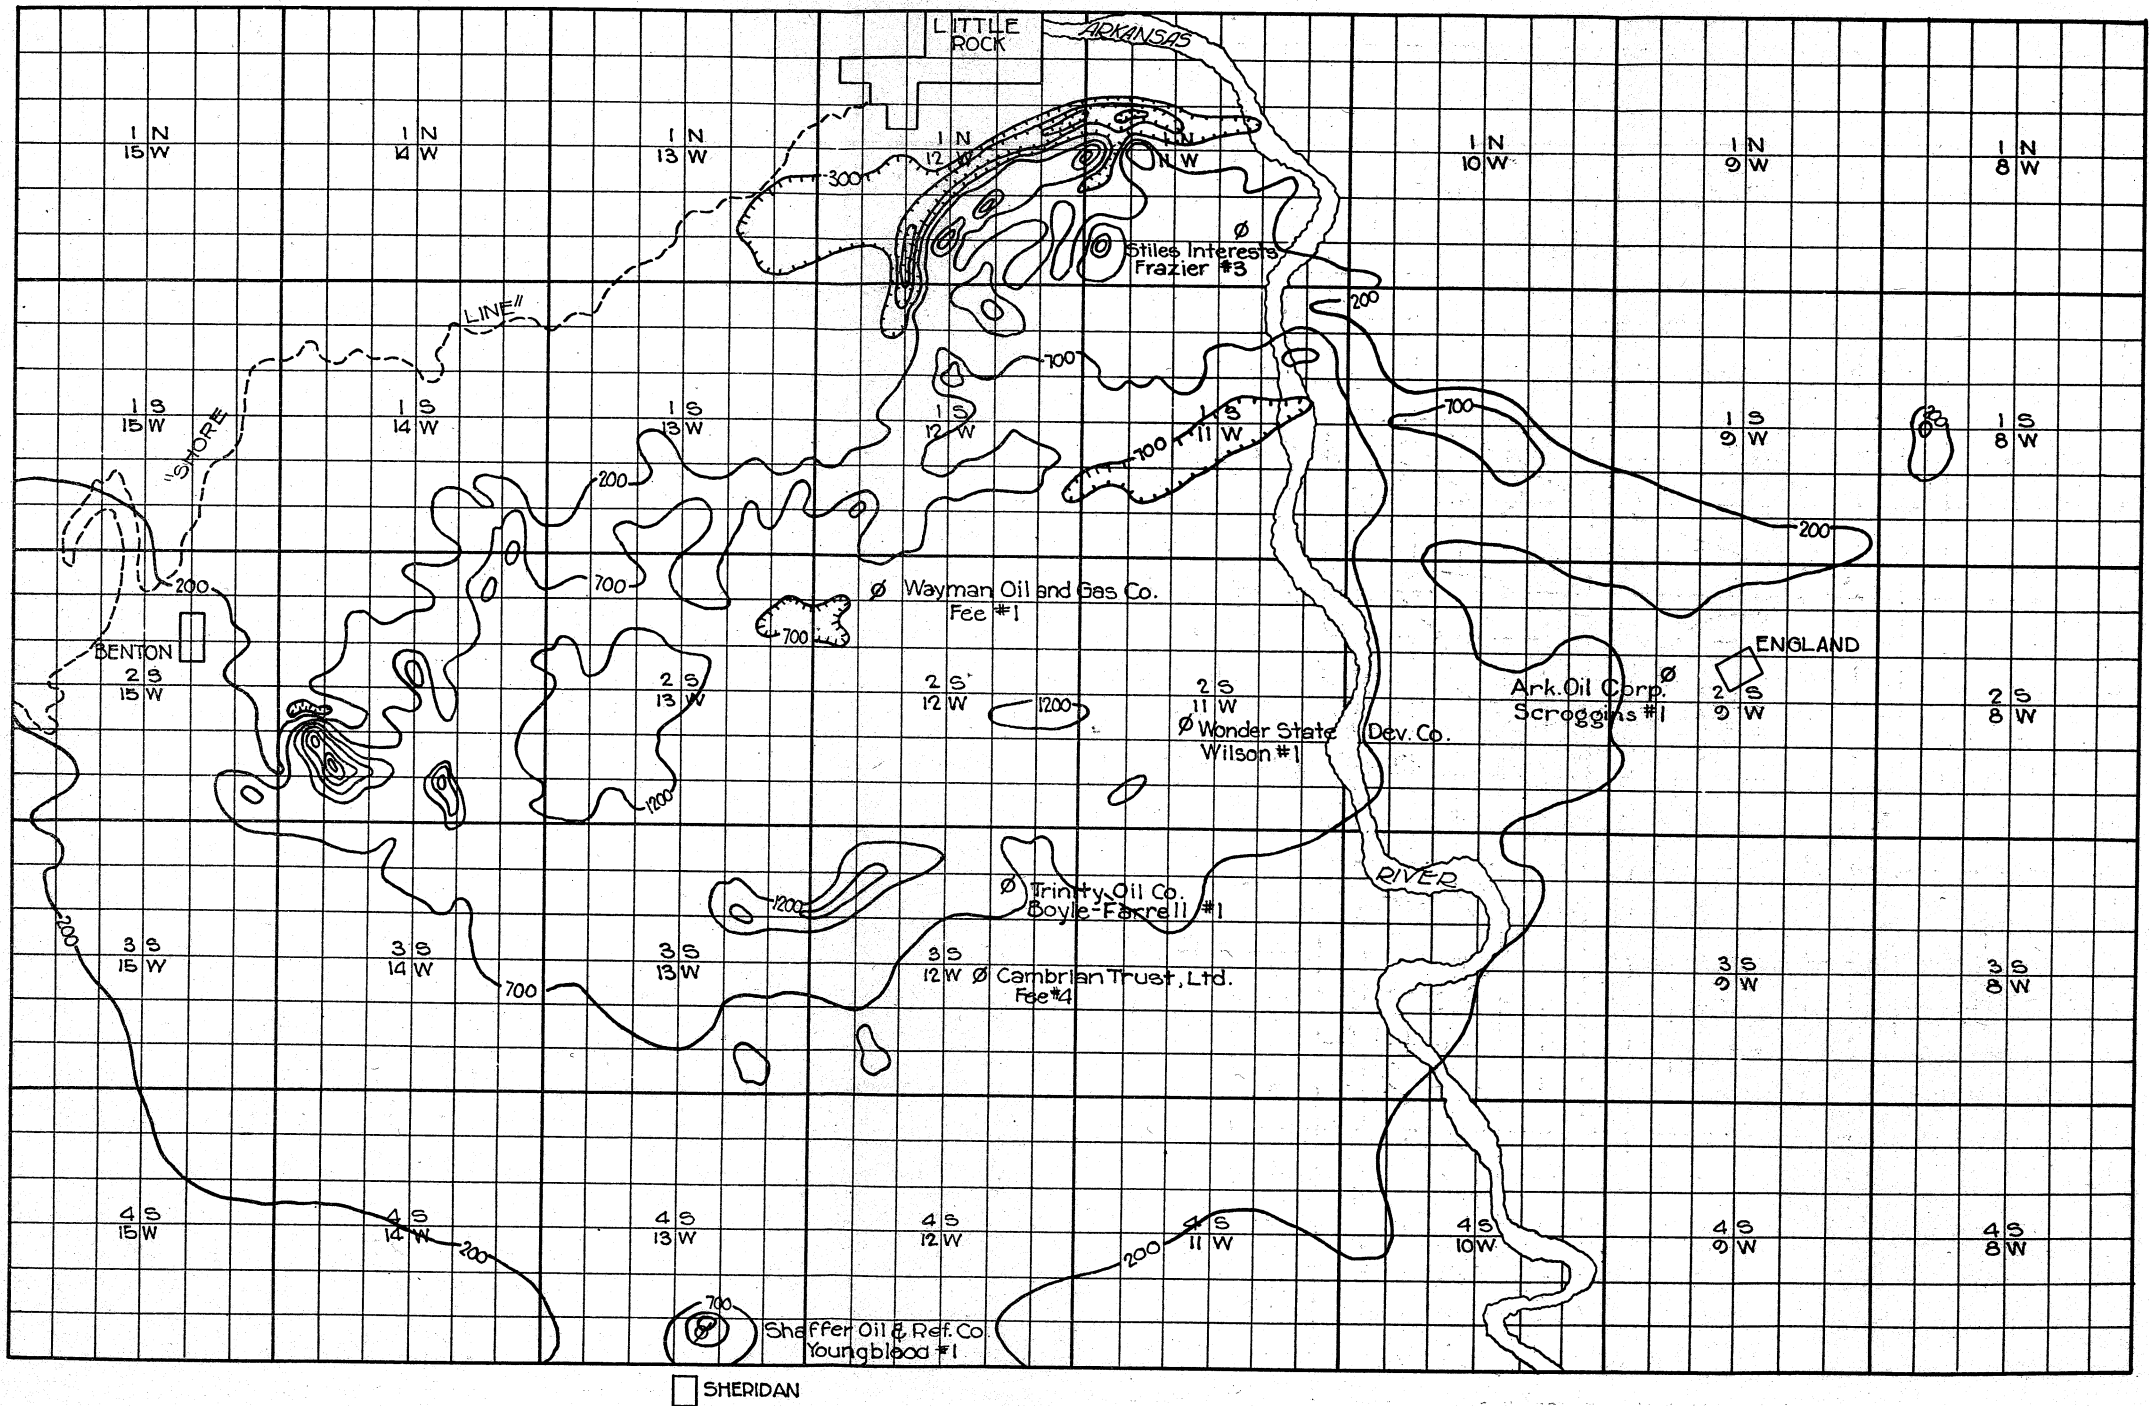 LITTLE
ROCK
ARKANSAS
1 N
15 W
1 N
14 W
1 N
13 W
1 N
12 W
1 N
11 W
1 N
10 W
1 N
9 W
1 N
8 W
300
Stiles Interests
Frazier #3
200
"SHORE
LINE"
700
1 S
15 W
1 S
14 W
1 S
13 W
1 S
12 W
1 S
11 W
700
700
1 S
9 W
200
1 S
8 W
200
200
200
700
Wayman Oil and Gas Co.
Fee #1
700
BENTON
ENGLAND
2 S
15 W
2 S
13 W
2 S
12 W
1200
2 S
11 W
Wonder State Dev. Co.
Wilson #1
Ark. Oil Corp.
Scroggins #1
2 S
9 W
2 S
8 W
1200
RIVER
Trinity Oil Co.
Boyle-Farrell #1
1200
200
3 S
15 W
3 S
14 W
3 S
13 W
3 S
12 W
Cambrian Trust, Ltd.
Fee #4
3 S
9 W
3 S
8 W
700
4 S
15 W
4 S
14 W
4 S
13 W
4 S
12 W
4 S
11 W
4 S
10 W
4 S
9 W
4 S
8 W
200
200
700
Shaffer Oil & Ref. Co.
Youngblood #1
SHERIDAN